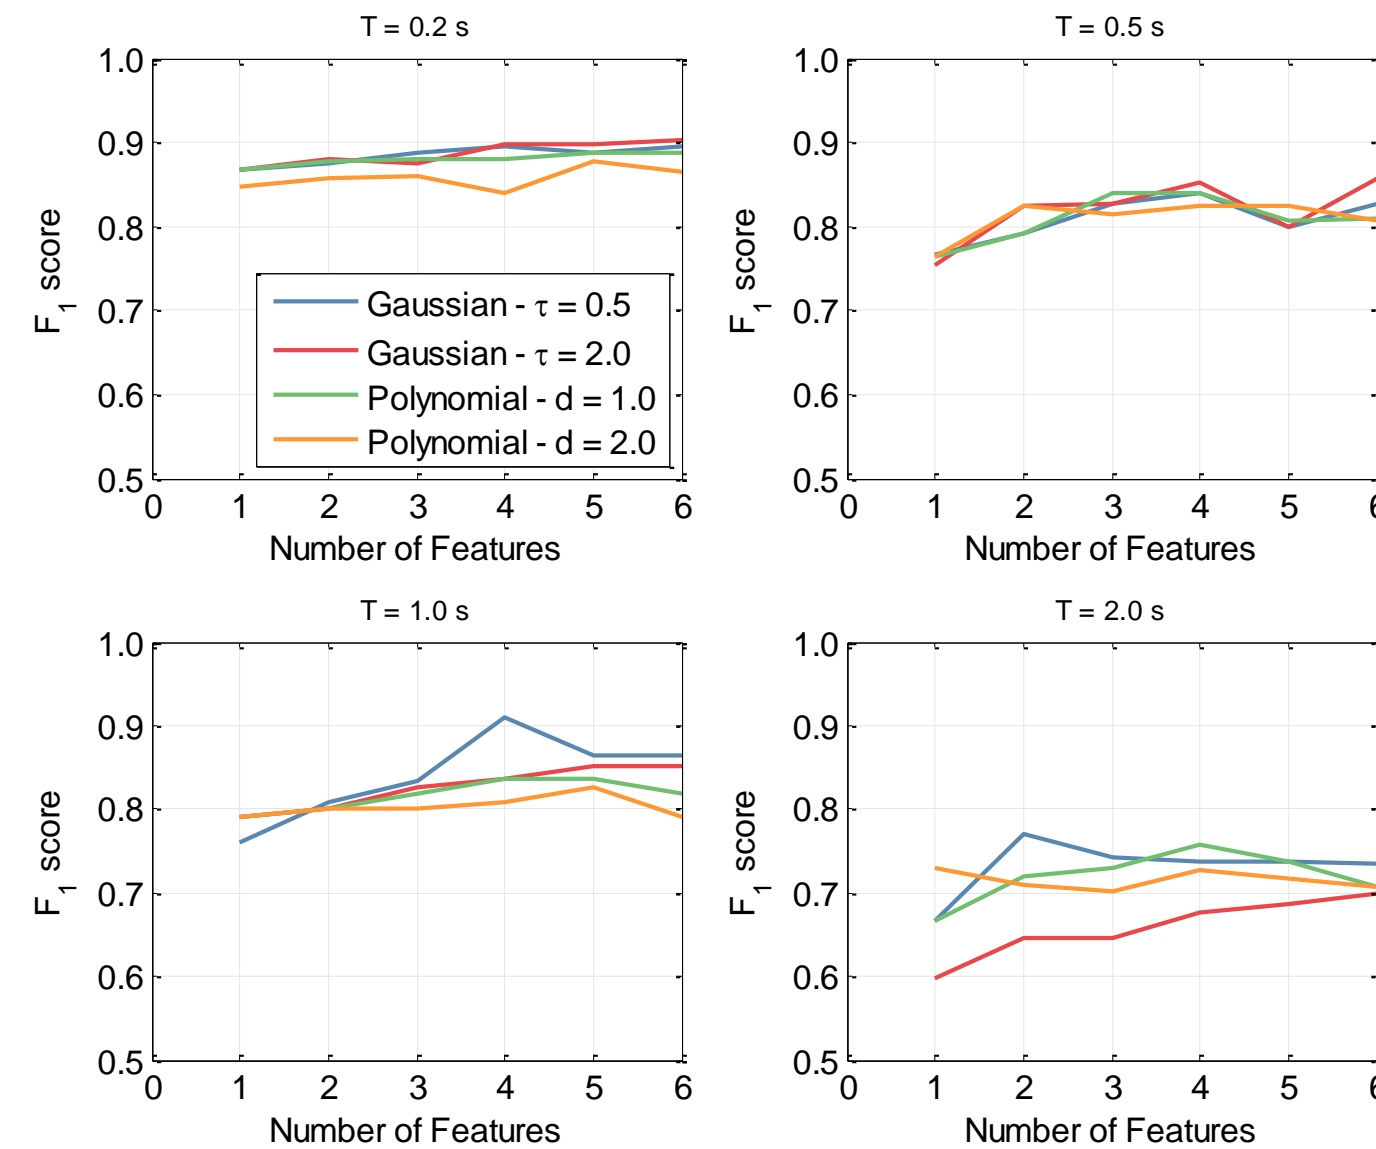 T = 0.2 s
1.0
0.9
0.8
0.7
0.6
0.5
F1 score
Gaussian - τ = 0.5
Gaussian - τ = 2.0
Polynomial - d = 1.0
Polynomial - d = 2.0
0 1 2 3 4 5 6
Number of Features
T = 0.5 s
1.0
0.9
0.8
0.7
0.6
0.5
F1 score
0 1 2 3 4 5 6
Number of Features
T = 1.0 s
1.0
0.9
0.8
0.7
0.6
0.5
F1 score
0 1 2 3 4 5 6
Number of Features
T = 2.0 s
1.0
0.9
0.8
0.7
0.6
0.5
F1 score
0 1 2 3 4 5 6
Number of Features